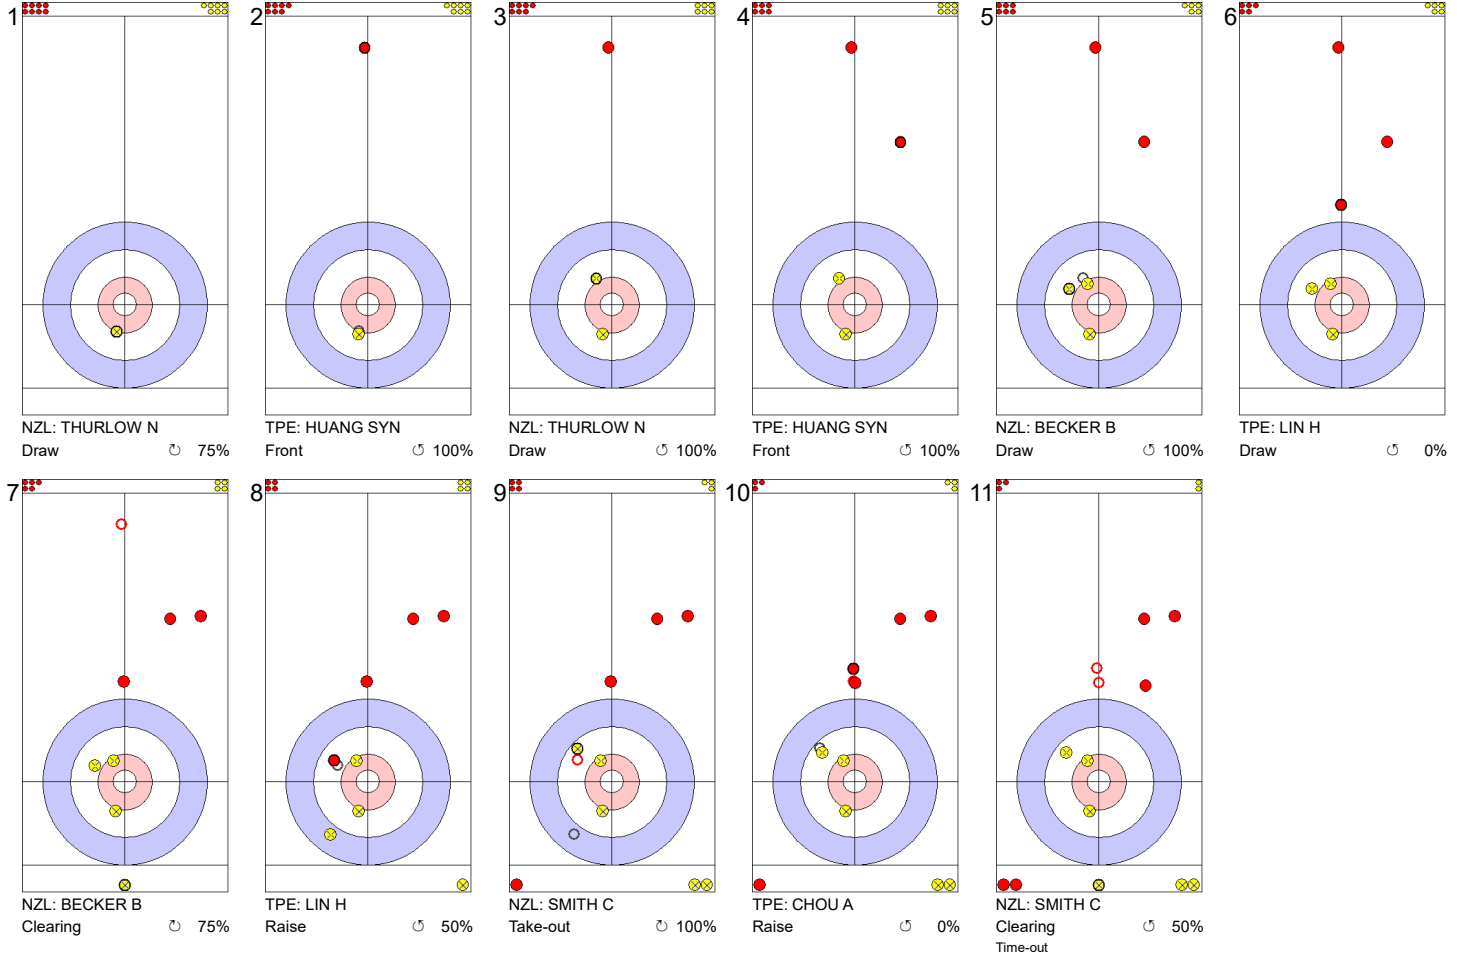 1
2
3
4
5
6
NZL: THURLOW N
Draw ↻ 75%
TPE: HUANG SYN
Front ↺ 100%
NZL: THURLOW N
Draw ↺ 100%
TPE: HUANG SYN
Front ↺ 100%
NZL: BECKER B
Draw ↺ 100%
TPE: LIN H
Draw ↺ 0%
7
8
9
10
11
NZL: BECKER B
Clearing ↻ 75%
TPE: LIN H
Raise ↺ 50%
NZL: SMITH C
Take-out ↻ 100%
TPE: CHOU A
Raise ↺ 0%
NZL: SMITH C
Clearing ↺ 50%
Time-out